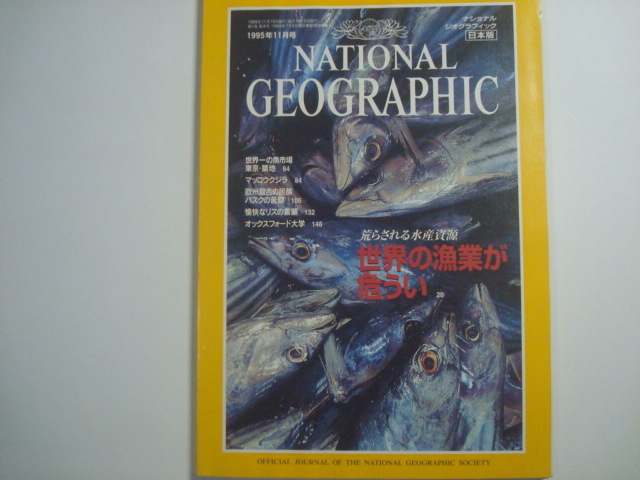 1995年11月号
ナショナル
ジオグラフィック
日本版
NATIONAL
GEOGRAPHIC
世界一の魚市場
東京・築地 64
マッコウクジラ 84
欧州最古の民族
バスクの苦悩 106
愉快なリスの素顔 132
オックスフォード大学 148
荒らされる水産資源
世界の漁業が
危うい 28
OFFICIAL JOURNAL OF THE NATIONAL GEOGRAPHIC SOCIETY